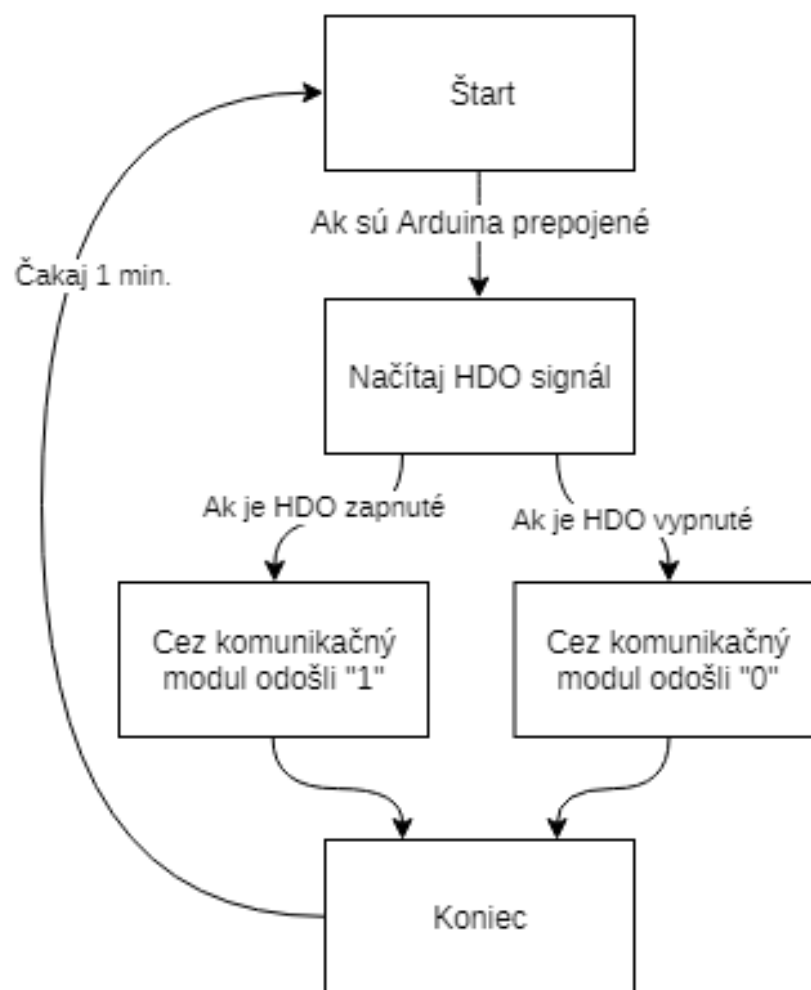 Štart
Ak sú Arduina prepojené
Čakaj 1 min.
Načítaj HDO signál
Ak je HDO zapnuté
Ak je HDO vypnuté
Cez komunikačný
modul odošli "1"
Cez komunikačný
modul odošli "0"
Koniec